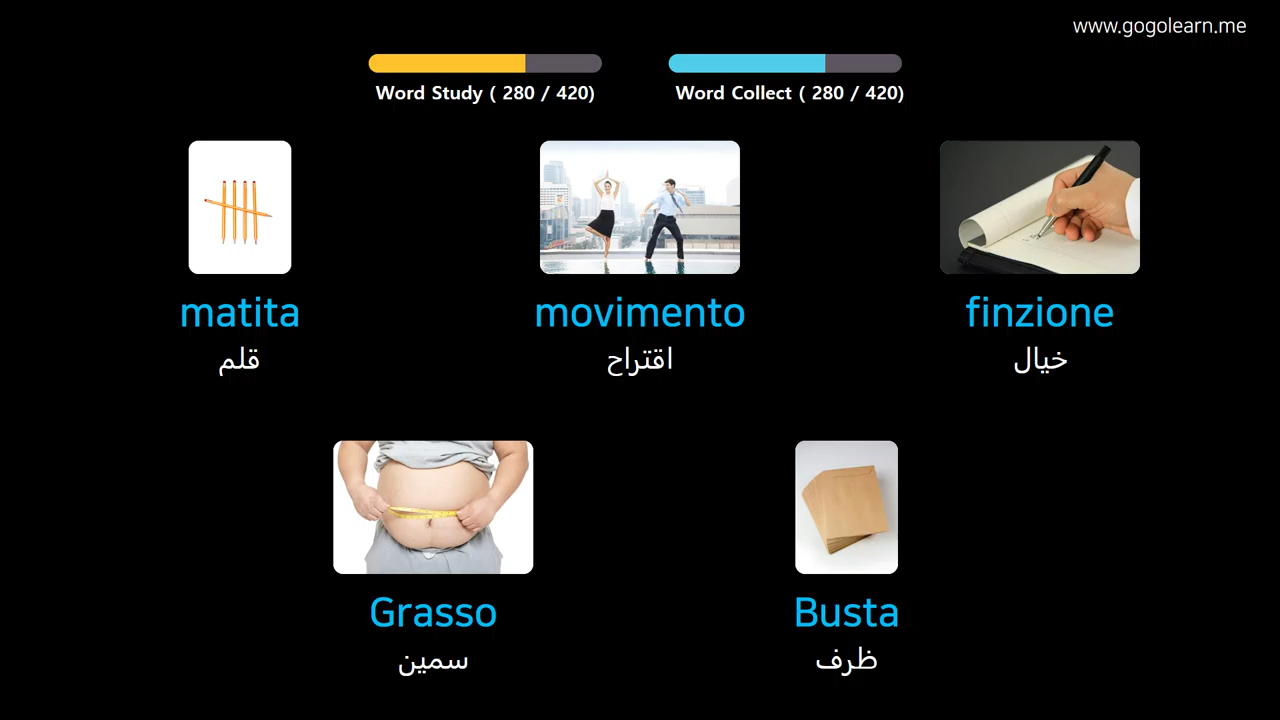 www.gogolearn.me
Word Study ( 280 / 420)
Word Collect ( 280 / 420)
matita
قلم
movimento
اقتراح
finzione
خيال
Grasso
سمين
Busta
ظرف